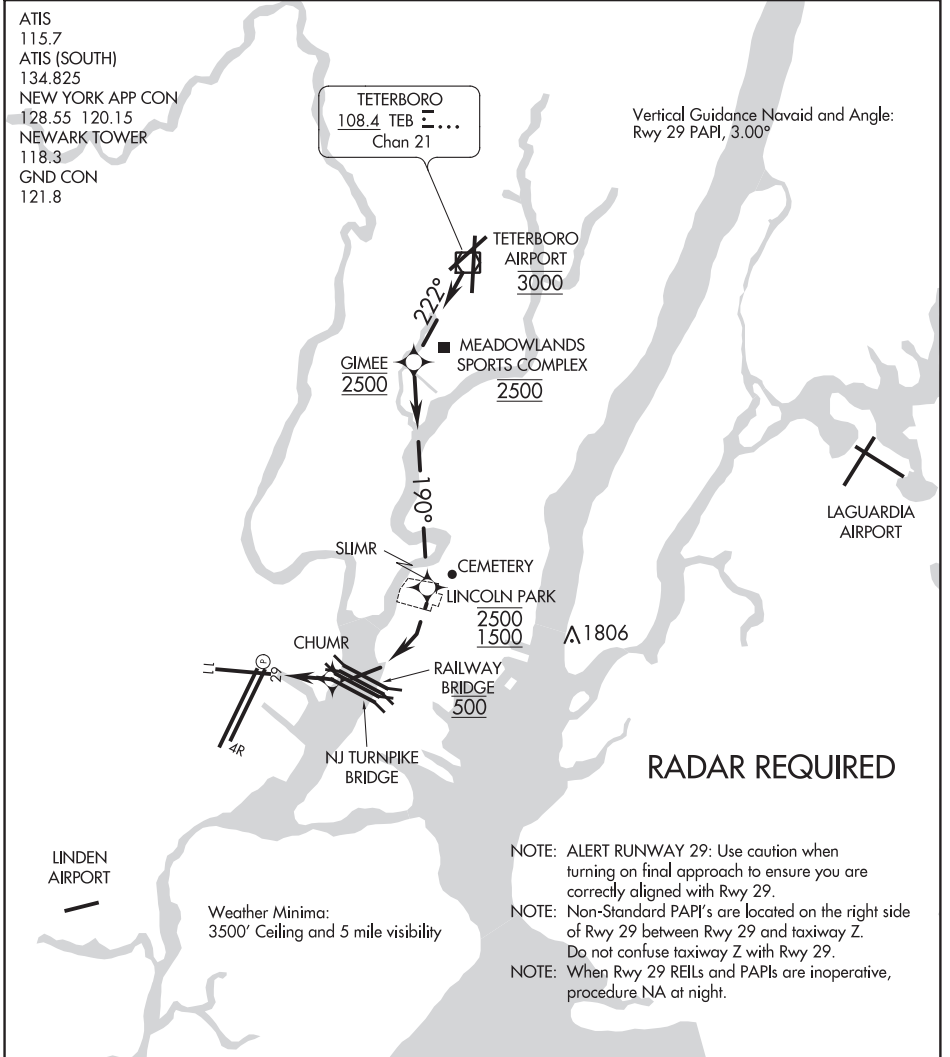 ATIS
115.7
ATIS (SOUTH)
134.825
NEW YORK APP CON
128.55 120.15
NEWARK TOWER
118.3
GND CON
121.8
TETERBORO
108.4 TEB
Chan 21
Vertical Guidance Navaid and Angle:
Rwy 29 PAPI, 3.00°
TETERBORO
AIRPORT
3000
222°
GIMEE
2500
MEADOWLANDS
SPORTS COMPLEX
2500
190°
LAGUARDIA
AIRPORT
SLIMR
CEMETERY
LINCOLN PARK
2500
1500
1806
CHUMR
11
P
29
4R
RAILWAY
BRIDGE
500
NJ TURNPIKE
BRIDGE
RADAR REQUIRED
LINDEN
AIRPORT
Weather Minima:
3500' Ceiling and 5 mile visibility
NOTE: ALERT RUNWAY 29: Use caution when
turning on final approach to ensure you are
correctly aligned with Rwy 29.
NOTE: Non-Standard PAPI's are located on the right side
of Rwy 29 between Rwy 29 and taxiway Z.
Do not confuse taxiway Z with Rwy 29.
NOTE: When Rwy 29 REILs and PAPIs are inoperative,
procedure NA at night.